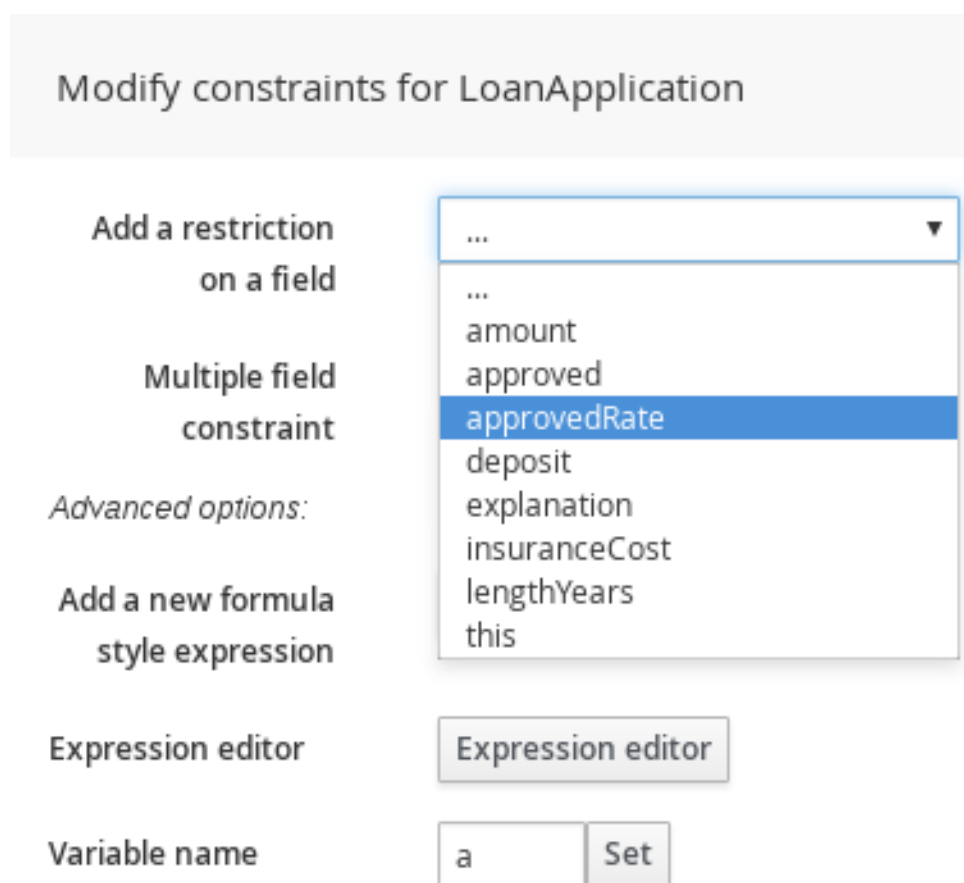 Modify constraints for LoanApplication
Add a restriction
on a field
...
▼
...
amount
approved
approvedRate
deposit
explanation
insuranceCost
lengthYears
this
Multiple field
constraint
Advanced options:
Add a new formula
style expression
Expression editor
Expression editor
Variable name
a
Set